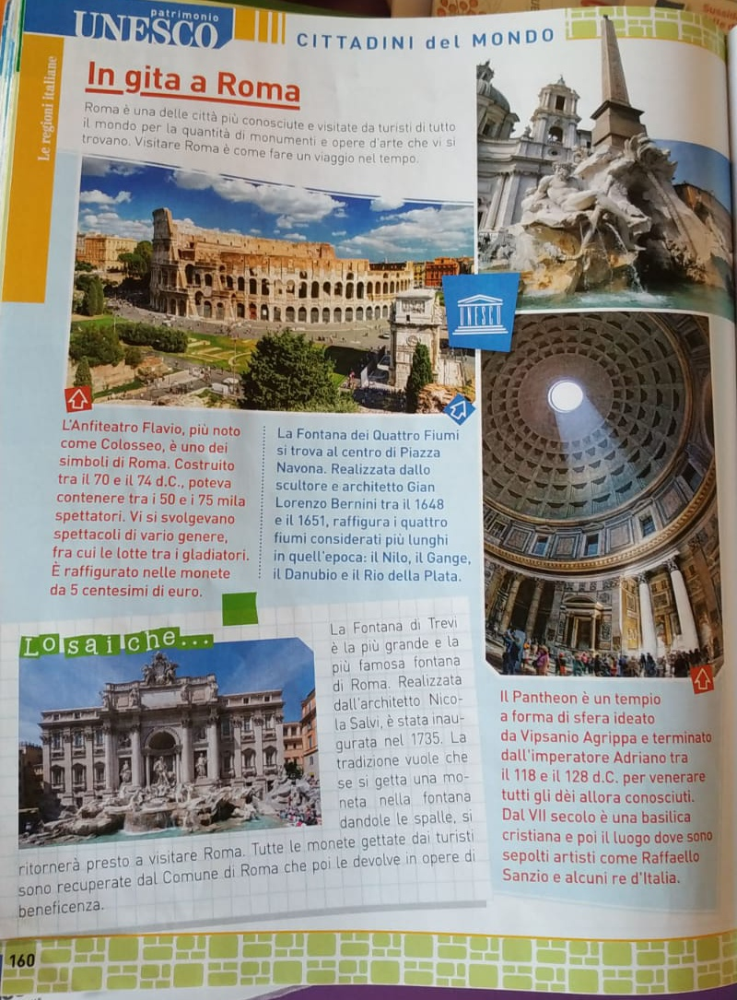 patrimonio
UNESCO
CITTADINI del MONDO
Le regioni italiane
In gita a Roma
Roma è una delle città più conosciute e visitate da turisti di tutto
il mondo per la quantità di monumenti e opere d'arte che vi si
trovano. Visitare Roma è come fare un viaggio nel tempo.
UNESCO
L'Anfiteatro Flavio, più noto
come Colosseo, è uno dei
simboli di Roma. Costruito
tra il 70 e il 74 d.C., poteva
contenere tra i 50 e i 75 mila
spettatori. Vi si svolgevano
spettacoli di vario genere,
fra cui le lotte tra i gladiatori.
È raffigurato nelle monete
da 5 centesimi di euro.
La Fontana dei Quattro Fiumi
si trova al centro di Piazza
Navona. Realizzata dallo
scultore e architetto Gian
Lorenzo Bernini tra il 1648
e il 1651, raffigura i quattro
fiumi considerati più lunghi
in quell'epoca: il Nilo, il Gange,
il Danubio e il Rio della Plata.
Lo sai che...
La Fontana di Trevi
è la più grande e la
più famosa fontana
di Roma. Realizzata
dall'architetto Nico-
la Salvi, è stata inau-
gurata nel 1735. La
tradizione vuole che
se si getta una mo-
neta nella fontana
dandole le spalle, si
ritornerà presto a visitare Roma. Tutte le monete gettate dai turisti
sono recuperate dal Comune di Roma che poi le devolve in opere di
beneficenza.
Il Pantheon è un tempio
a forma di sfera ideato
da Vipsanio Agrippa e terminato
dall'imperatore Adriano tra
il 118 e il 128 d.C. per venerare
tutti gli dèi allora conosciuti.
Dal VII secolo è una basilica
cristiana e poi il luogo dove sono
sepolti artisti come Raffaello
Sanzio e alcuni re d'Italia.
160